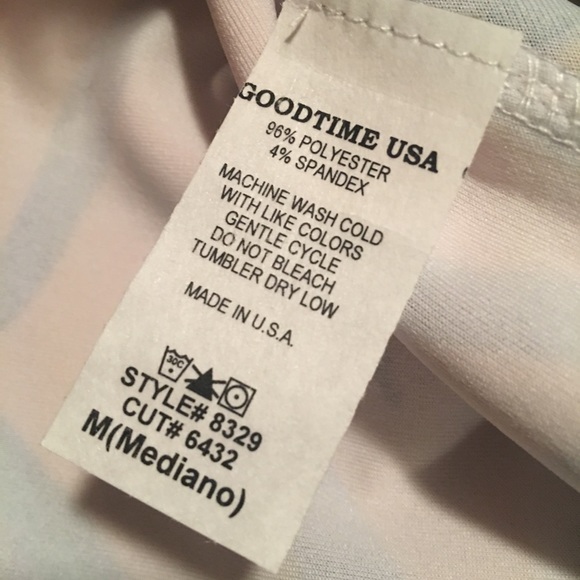 GOODTIME USA
96% POLYESTER
4% SPANDEX
MACHINE WASH COLD
WITH LIKE COLORS
GENTLE CYCLE
DO NOT BLEACH
TUMBLER DRY LOW
MADE IN U.S.A.
30C
STYLE# 8329
CUT# 6432
M(Mediano)